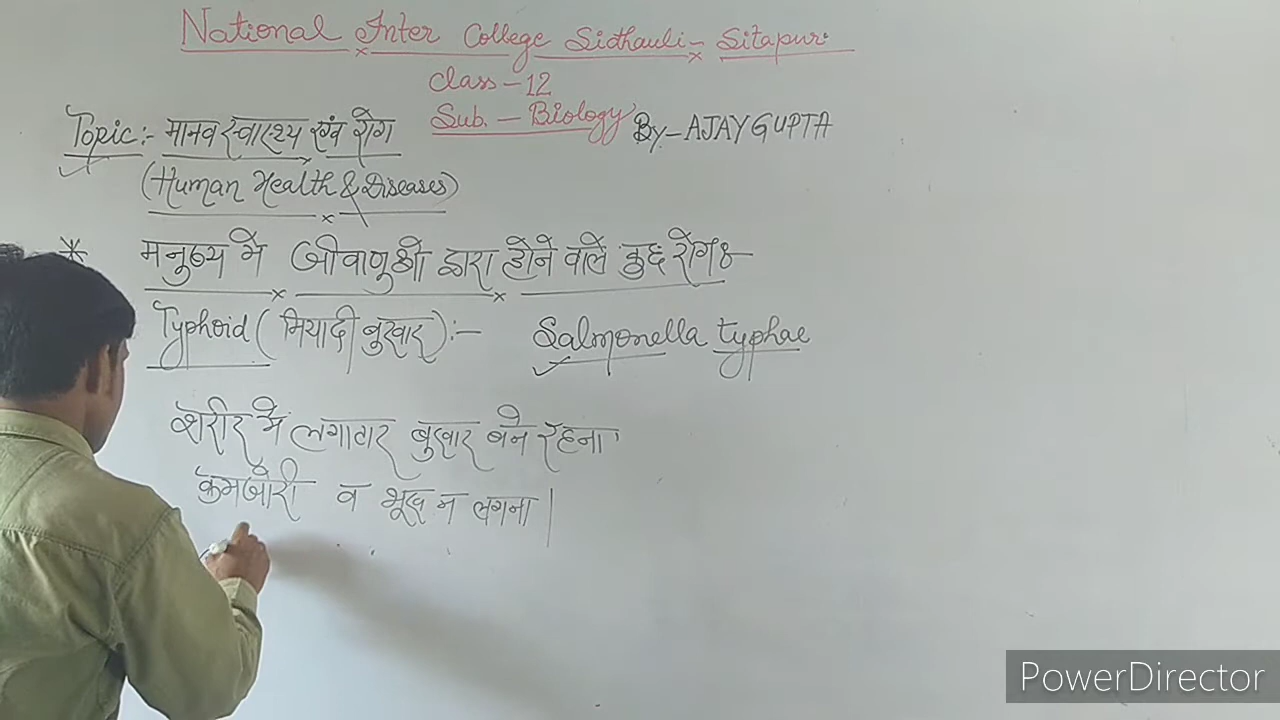 National Inter College Sidhauli - Sitapur.
Class - 12
Sub. - Biology By:- AJAY GUPTA
Topic:- मानव स्वास्थ्य एवं रोग
(Human Health & Diseases)
* मनुष्य मे जीवाणुओ द्वारा होने वाले कुछ रोगः-
Typhoid (मियादी बुखार):- Salmonella typhae
शरीर मे लगातार बुखार बने रहना,
कमजोरी व भूख न लगना।
PowerDirector